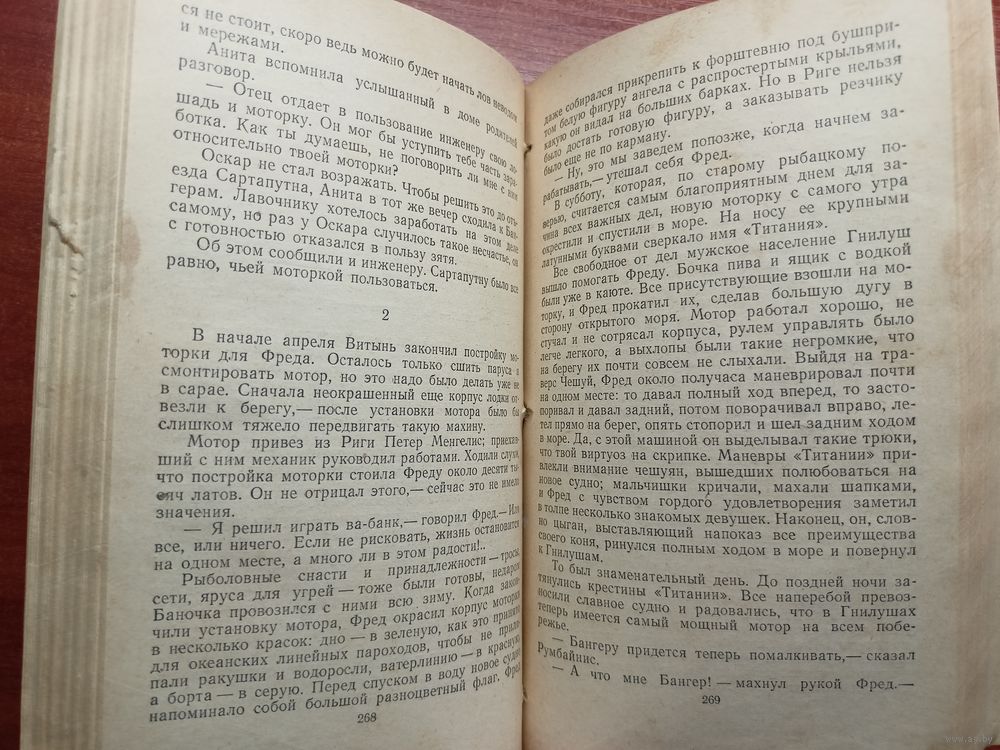 ся не стоит, скоро ведь можно будет начать лов неводом
и мережами.
Анита вспомнила услышанный в доме родителей
разговор.
— Отец отдает в пользование инженеру свою ло-
шадь и моторку. Он мог бы уступить тебе часть зара-
ботка. Как ты думаешь, не поговорить ли мне с ним
относительно твоей моторки?
Оскар не стал возражать. Чтобы решить это до отъ-
езда Сартапутна, Анита в тот же вечер сходила к Бан-
герам. Лавочнику хотелось заработать на этом деле
самому, но раз у Оскара случилось такое несчастье, он
с готовностью отказался в пользу зятя.
Об этом сообщили и инженеру. Сартапутну было все
равно, чьей моторкой пользоваться.
2
В начале апреля Витынь закончил постройку мо-
торки для Фреда. Осталось только сшить паруса и
смонтировать мотор, но это надо было делать уже не
в сарае. Сначала неокрашенный еще корпус лодки от-
везли к берегу,— после установки мотора было бы
слишком тяжело передвигать такую махину.
Мотор привез из Риги Петер Менгелис; приехав-
ший с ним механик руководил работами. Ходили слухи,
что постройка моторки стоила Фреду около десяти ты-
сяч латов. Он не отрицал этого,— сейчас это не имело
значения.
— Я решил играть ва-банк,— говорил Фред.— Или
все, или ничего. Если не рисковать, жизнь остановится
на одном месте, а много ли в этом радости!..
Рыболовные снасти и принадлежности — тросы,
сети, яруса для угрей — тоже были готовы, недаром
Баночка провозился с ними всю зиму. Когда закон-
чили установку мотора, Фред окрасил корпус моторки
в несколько красок: дно — в зеленую, как это принято
для океанских линейных пароходов, чтобы не прили-
пали ракушки и водоросли, ватерлинию — в красную,
а борта — в серую. Перед спуском в воду новое судно
напоминало собой большой разноцветный флаг. Фред
268
даже собирался прикрепить к форштевню под бушпри-
том белую фигуру ангела с распростертыми крыльями,
какую он видал на больших барках. Но в Риге нельзя
было достать готовую фигуру, а заказывать резчику
было еще не по карману.
— Ну, это мы заведем попозже, когда начнем за-
рабатывать,— утешал себя Фред.
В субботу, которая, по старому рыбацкому по-
верью, считается самым благоприятным днем для за-
чина всех важных дел, новую моторку с самого утра
окрестили и спустили в море. На носу ее крупными
латунными буквами сверкало имя «Титания».
Все свободное от дел мужское население Гнилуш
вышло помогать Фреду. Бочка пива и ящик с водкой
были уже в каюте. Все присутствующие взошли на мо-
торку, и Фред прокатил их, сделав большую дугу в
сторону открытого моря. Мотор работал хорошо, не
стучал и не сотрясал корпуса, рулем управлять было
легче легкого, а выхлопы были такие негромкие, что
на берегу их почти совсем не слыхали. Выйдя на тра-
верс Чешуй, Фред около получаса маневрировал почти
на одном месте: то давал полный ход вперед, то засто-
поривал и давал задний, потом поворачивал вправо, ле-
тел прямо на берег, опять стопорил и шел задним ходом
в море. Да, с этой машиной он выделывал такие трюки,
что твой виртуоз на скрипке. Маневры «Титании» при-
влекли внимание чешуян, вышедших полюбоваться на
новое судно; мальчишки кричали, махали шапками,
и Фред с чувством гордого удовлетворения заметил
в толпе несколько знакомых девушек. Наконец, он, слов-
но цыган, выставляющий напоказ все преимущества
своего коня, ринулся полным ходом в море и повернул
к Гнилушам.
То был знаменательный день. До поздней ночи за-
тянулись крестины «Титании». Все наперебой превоз-
носили славное судно и радовались, что в Гнилушах
теперь имеется самый мощный мотор на всем побе-
режье.
— Бангеру придется теперь помалкивать,— сказал
Румбайнис.
— А что мне Бангер! — махнул рукой Фред.—
269
www.ay.by